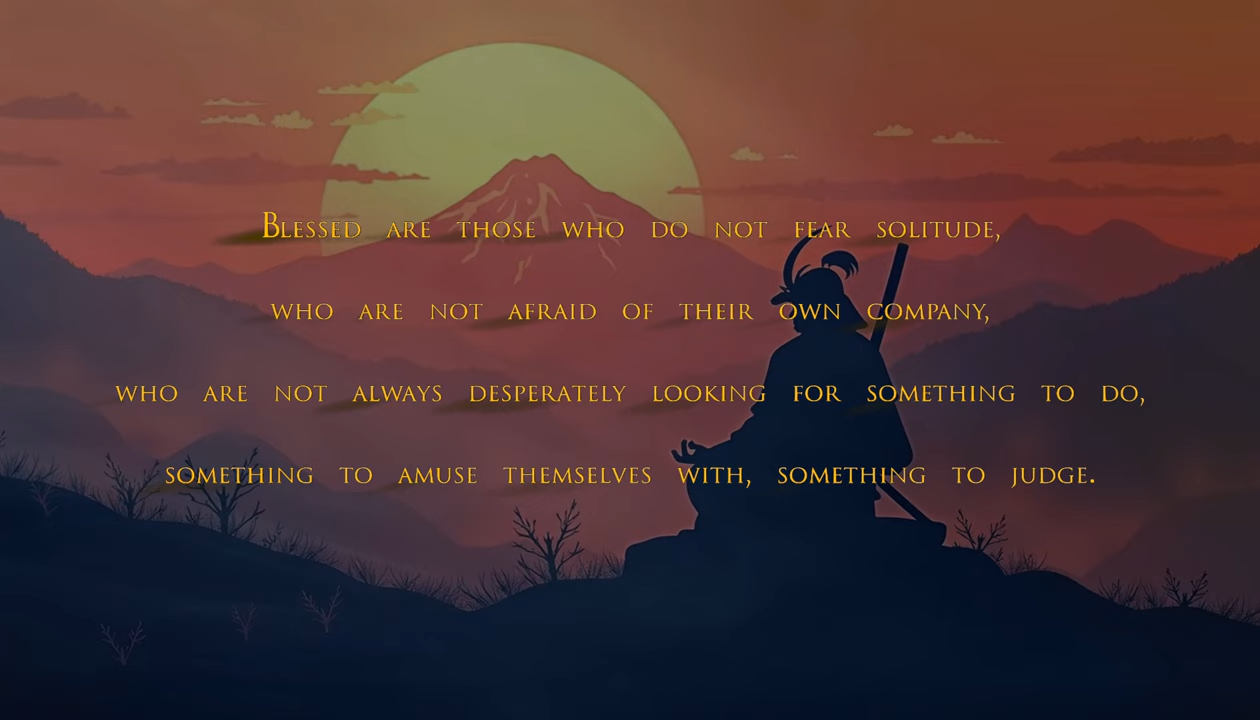 Blessed are those who do not fear solitude,
who are not afraid of their own company,
who are not always desperately looking for something to do,
something to amuse themselves with, something to judge.